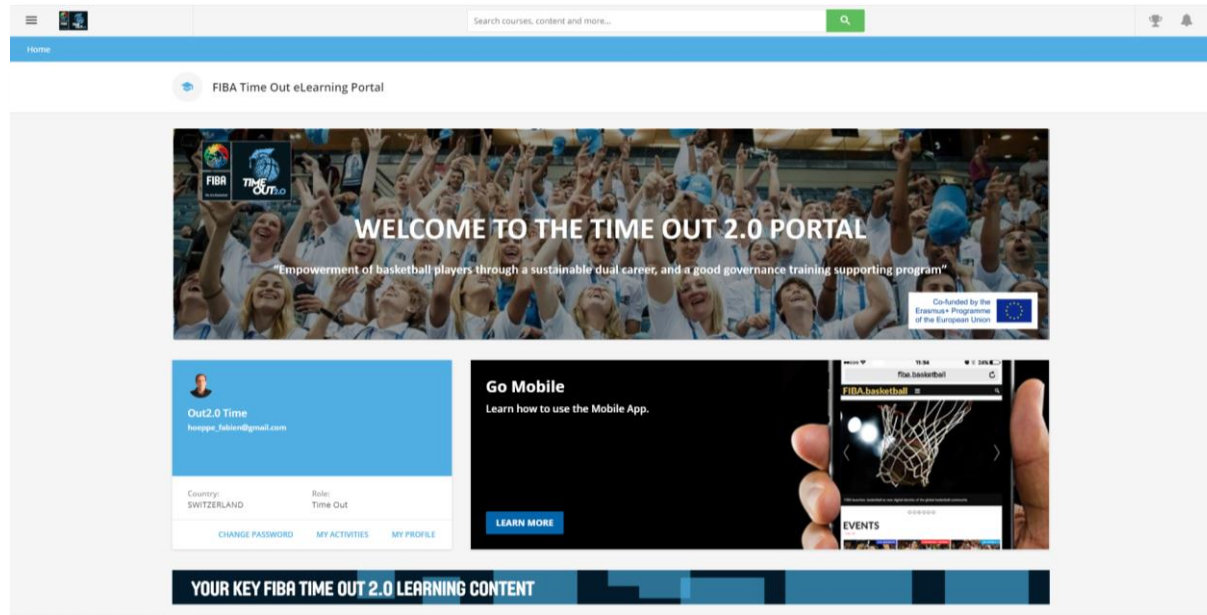 Search courses, content and more...
Home
FIBA Time Out eLearning Portal
FIBA
TIME OUT 2.0
WELCOME TO THE TIME OUT 2.0 PORTAL
“Empowerment of basketball players through a sustainable dual career, and a good governance training supporting program”
Co-funded by the
Erasmus+ Programme
of the European Union
Out2.0 Time
hoeppe_fabien@gmail.com
Country:
SWITZERLAND
Role:
Time Out
CHANGE PASSWORD
MY ACTIVITIES
MY PROFILE
Go Mobile
Learn how to use the Mobile App.
LEARN MORE
11:54
24%
fiba.basketball
FIBA.basketball
EVENTS
YOUR KEY FIBA TIME OUT 2.0 LEARNING CONTENT